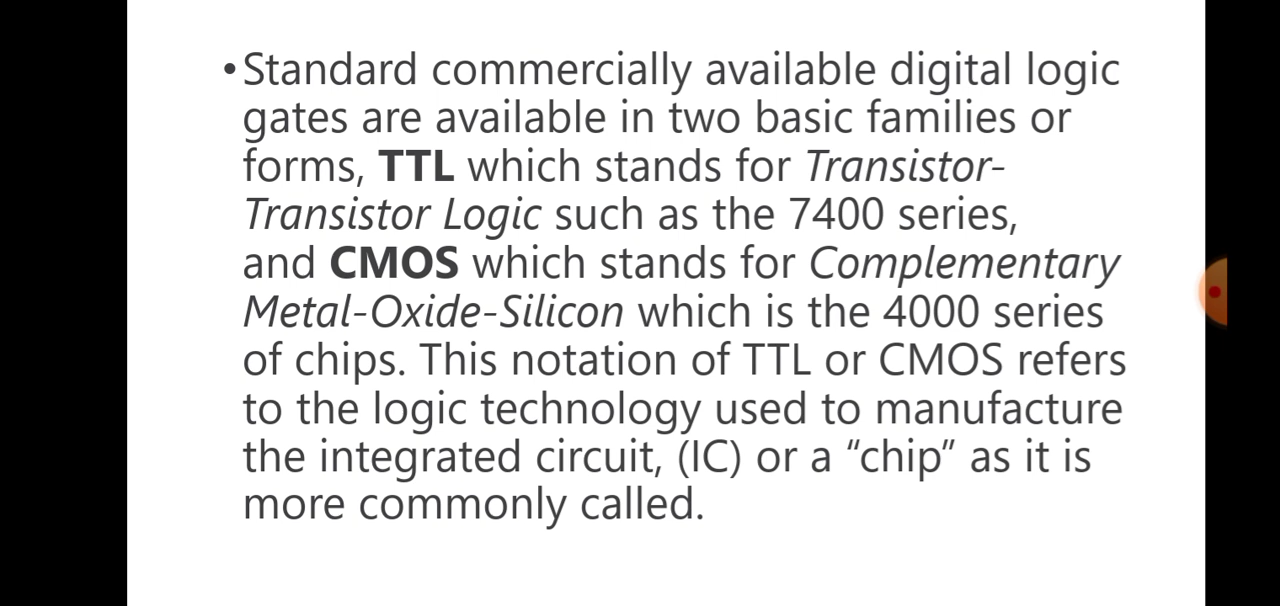 •Standard commercially available digital logic
gates are available in two basic families or
forms, TTL which stands for Transistor-
Transistor Logic such as the 7400 series,
and CMOS which stands for Complementary
Metal-Oxide-Silicon which is the 4000 series
of chips. This notation of TTL or CMOS refers
to the logic technology used to manufacture
the integrated circuit, (IC) or a “chip” as it is
more commonly called.